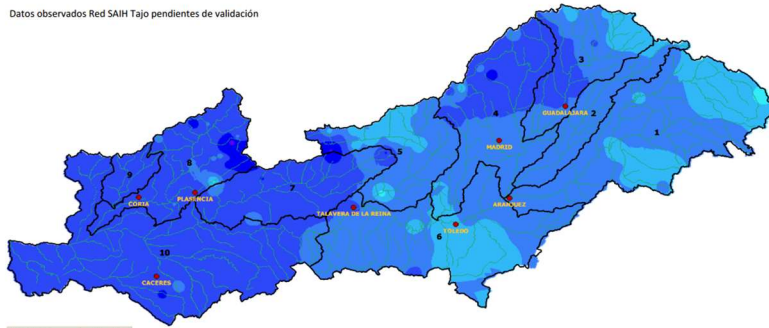 Datos observados Red SAIH Tajo pendientes de validación
3
4
2
GUADALAJARA
1
MADRID
5
8
9
7
CORIA
PLASENCIA
TALAVERA DE LA REINA
ARANJUEZ
TOLEDO
6
10
CACERES